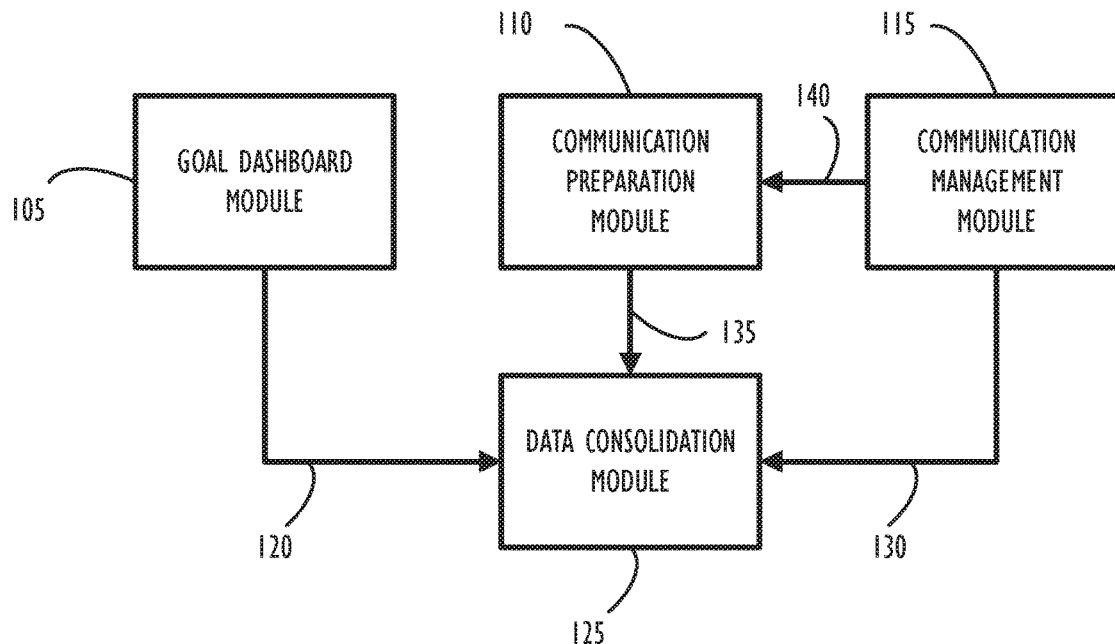 110
115
140
GOAL DASHBOARD
MODULE
COMMUNICATION
PREPARATION
MODULE
COMMUNICATION
MANAGEMENT
MODULE
105
135
DATA CONSOLIDATION
MODULE
120
130
125